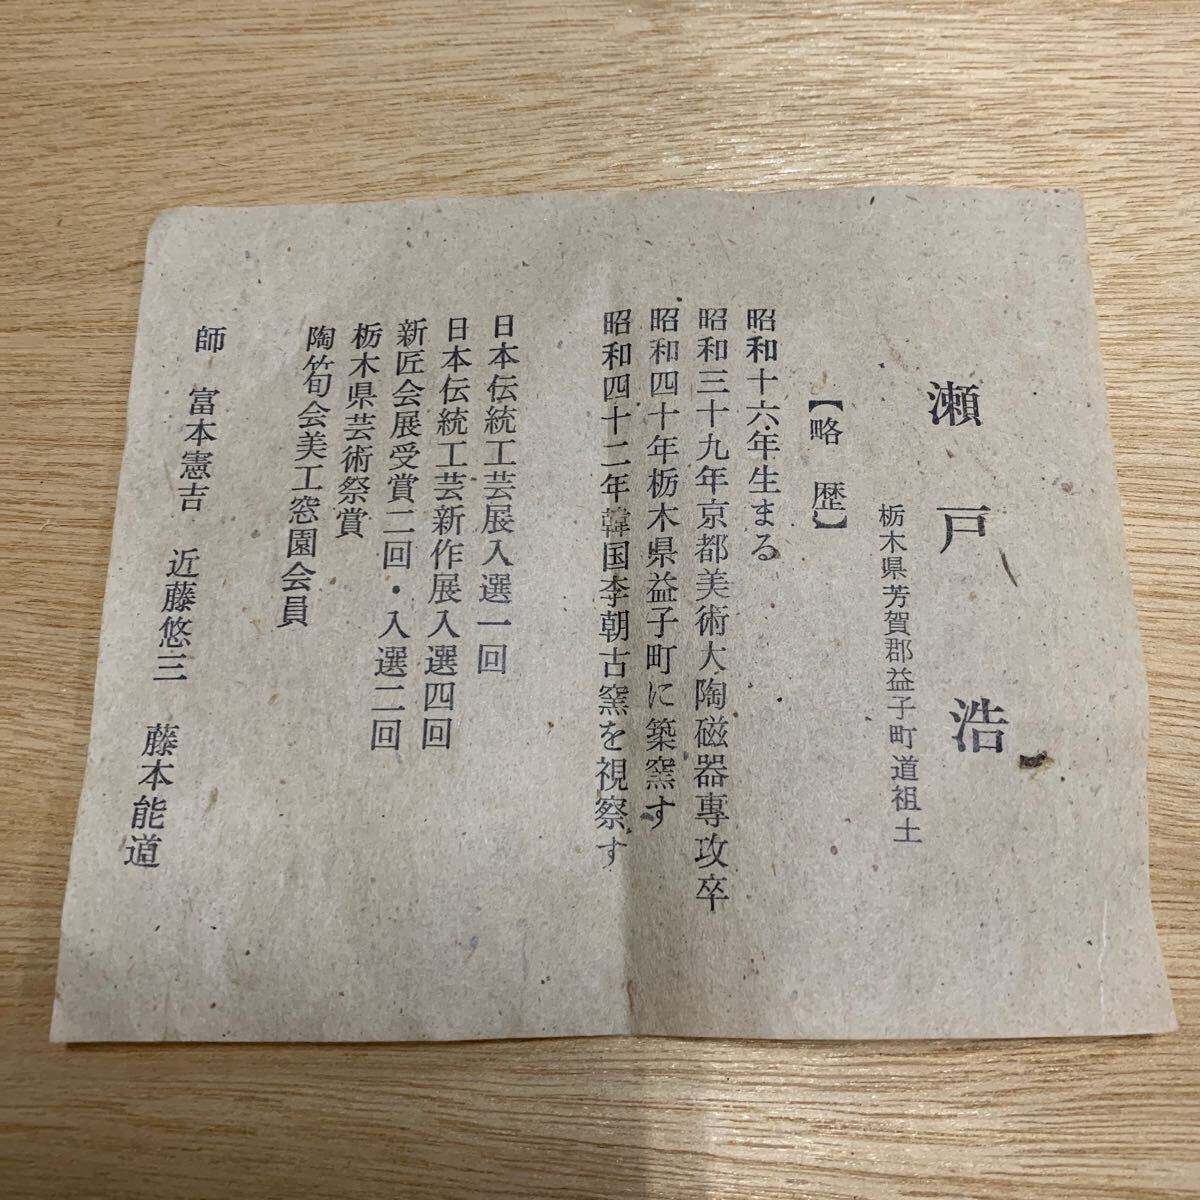 瀬戸浩
栃木県芳賀郡益子町道祖土
【略歴】
昭和十六年生まる
昭和三十九年京都美術大陶磁器専攻卒
昭和四十年栃木県益子町に築窯す
昭和四十二年韓国李朝古窯を視察す
日本伝統工芸展入選一回
日本伝統工芸新作展入選四回
新匠会展受賞二回・入選二回
栃木県芸術祭賞
陶筍会美工窓園会員
師 富本憲吉 近藤悠三 藤本能道